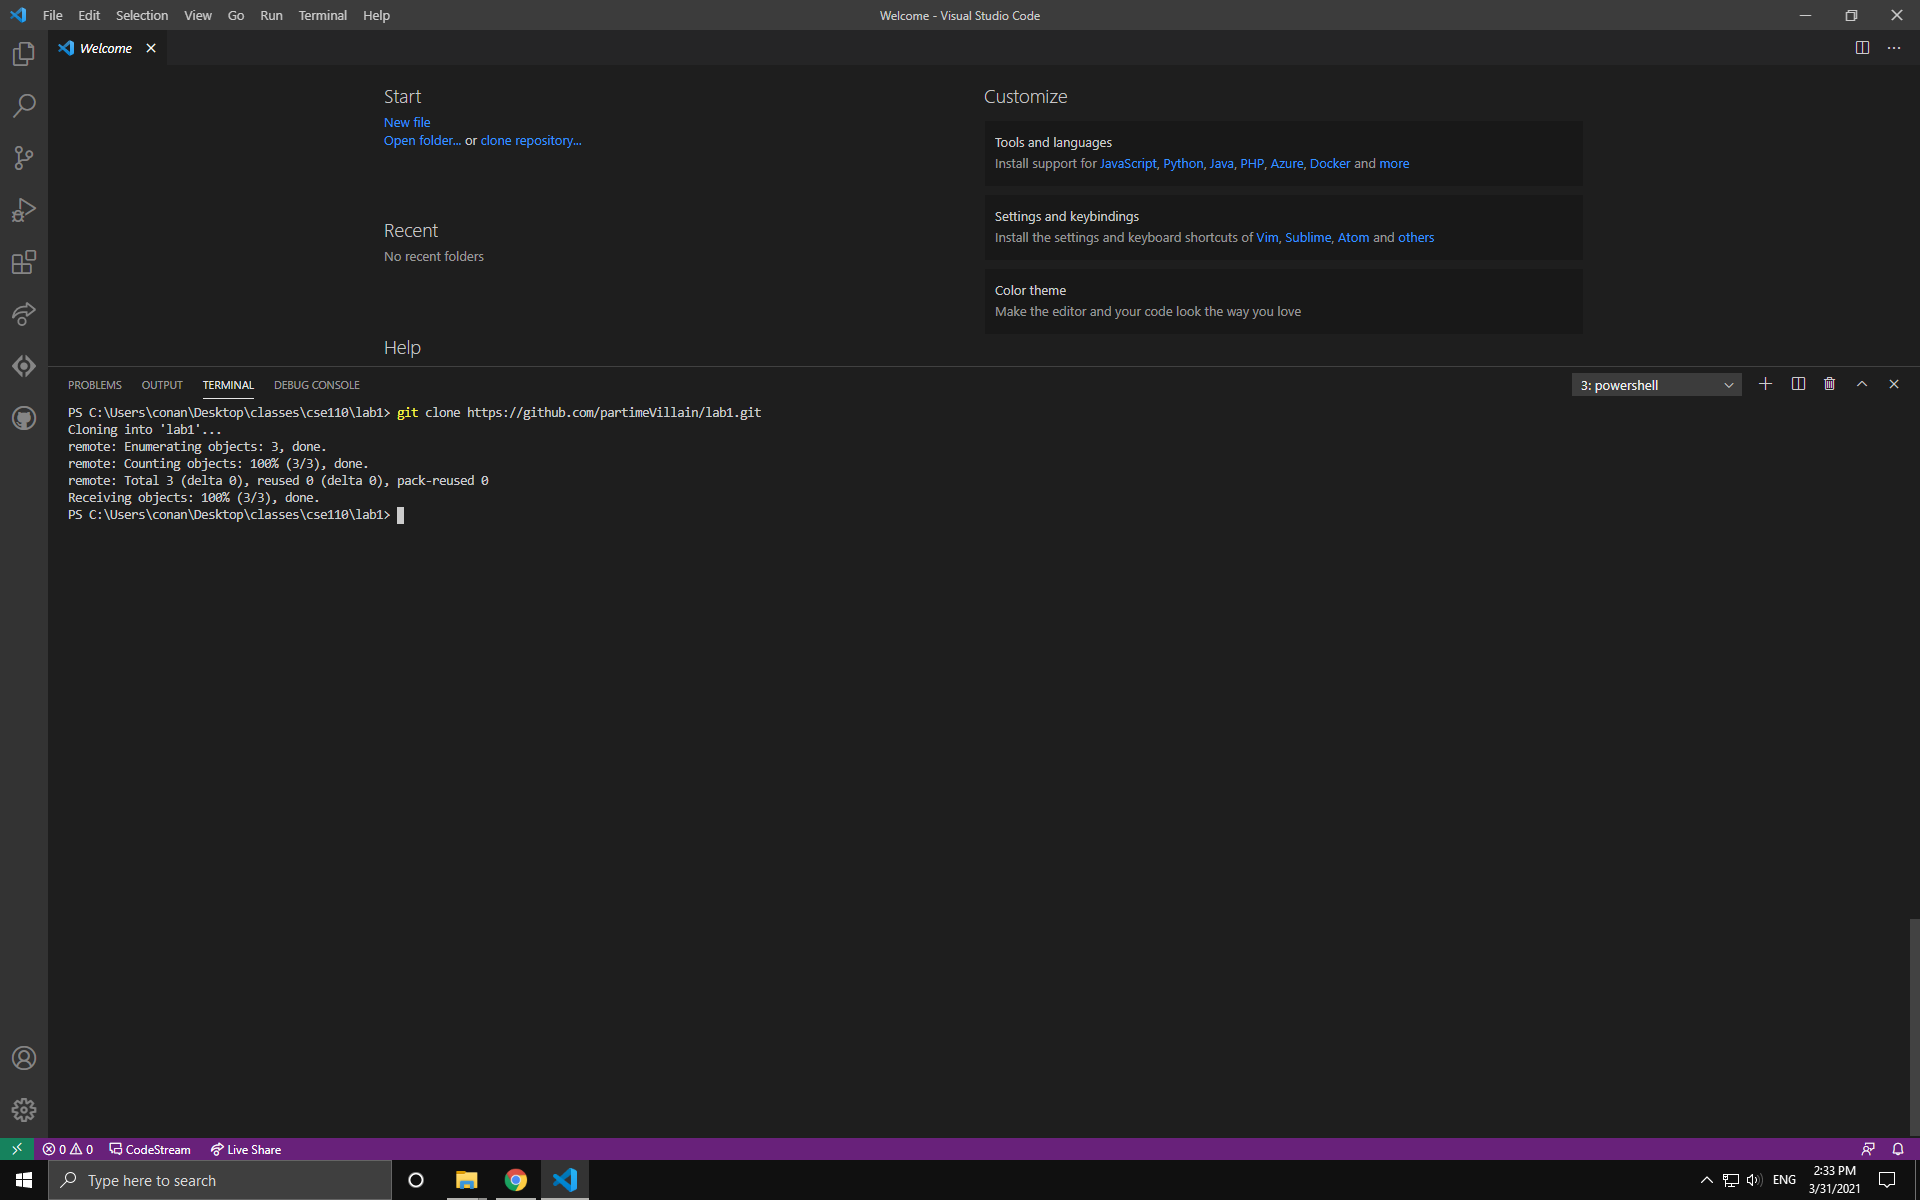 File Edit Selection View Go Run Terminal Help
Welcome - Visual Studio Code
Welcome
Start
New file
Open folder... or clone repository...
Recent
No recent folders
Help
Customize
Tools and languages
Install support for JavaScript, Python, Java, PHP, Azure, Docker and more
Settings and keybindings
Install the settings and keyboard shortcuts of Vim, Sublime, Atom and others
Color theme
Make the editor and your code look the way you love
PROBLEMS OUTPUT TERMINAL DEBUG CONSOLE
3: powershell
PS C:\Users\conan\Desktop\classes\cse110\lab1> git clone https://github.com/partimeVillain/lab1.git
Cloning into 'lab1'...
remote: Enumerating objects: 3, done.
remote: Counting objects: 100% (3/3), done.
remote: Total 3 (delta 0), reused 0 (delta 0), pack-reused 0
Receiving objects: 100% (3/3), done.
PS C:\Users\conan\Desktop\classes\cse110\lab1>
0 0 CodeStream Live Share
Type here to search
ENG
2:33 PM
3/31/2021